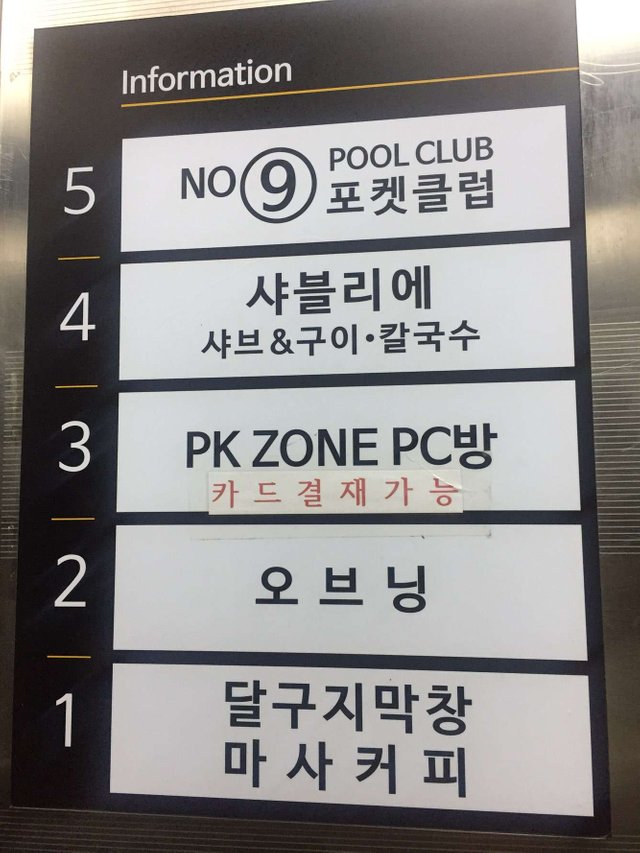 Information
5
NO⑨ POOL CLUB
포켓클럽
4
샤블리에
샤브&구이·칼국수
3
PK ZONE PC방
카드결재가능
2
오브닝
1
달구지막창
마사커피